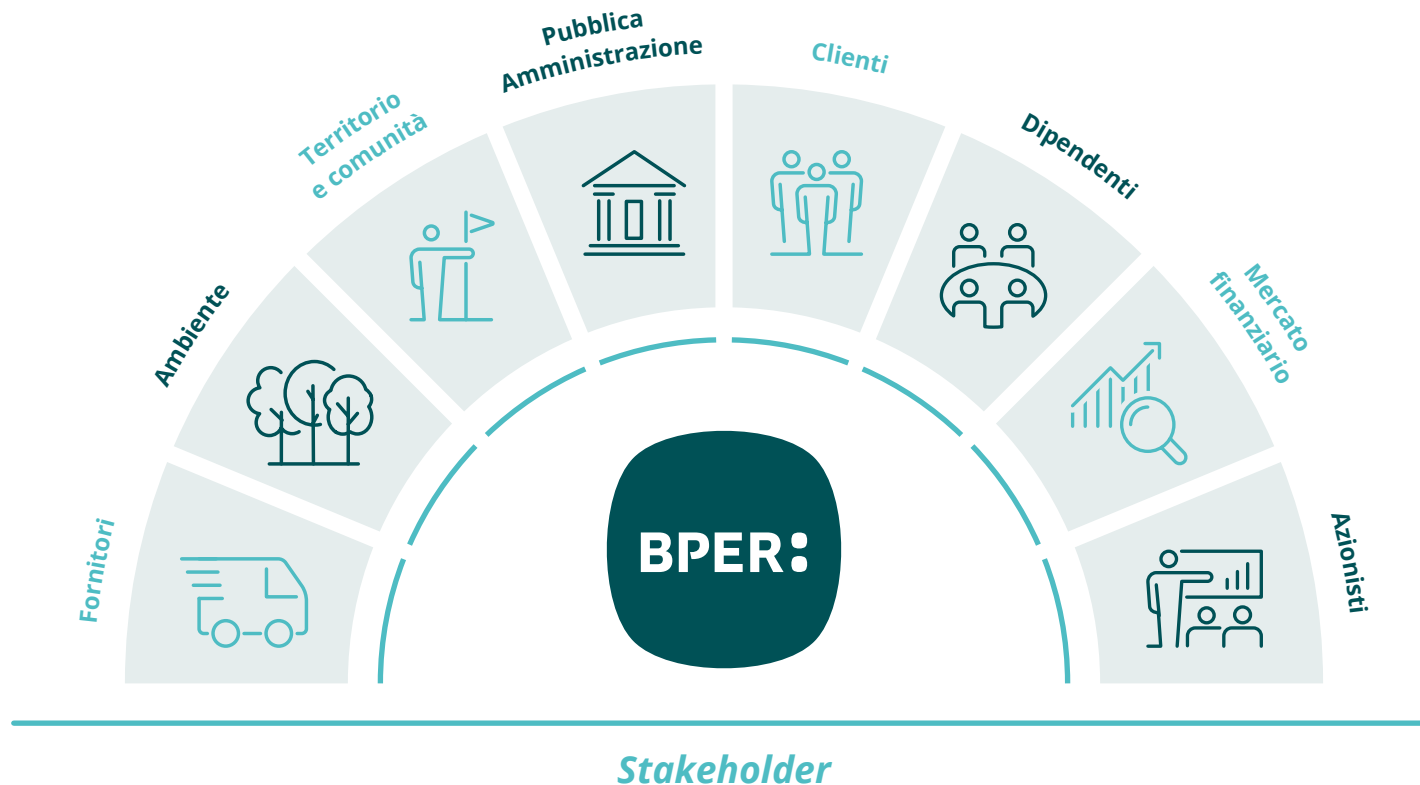 Fornitori
Ambiente
Territorio
e comunità
Pubblica
Amministrazione
Clienti
Dipendenti
Mercato
finanziario
Azionisti
BPER:
Stakeholder